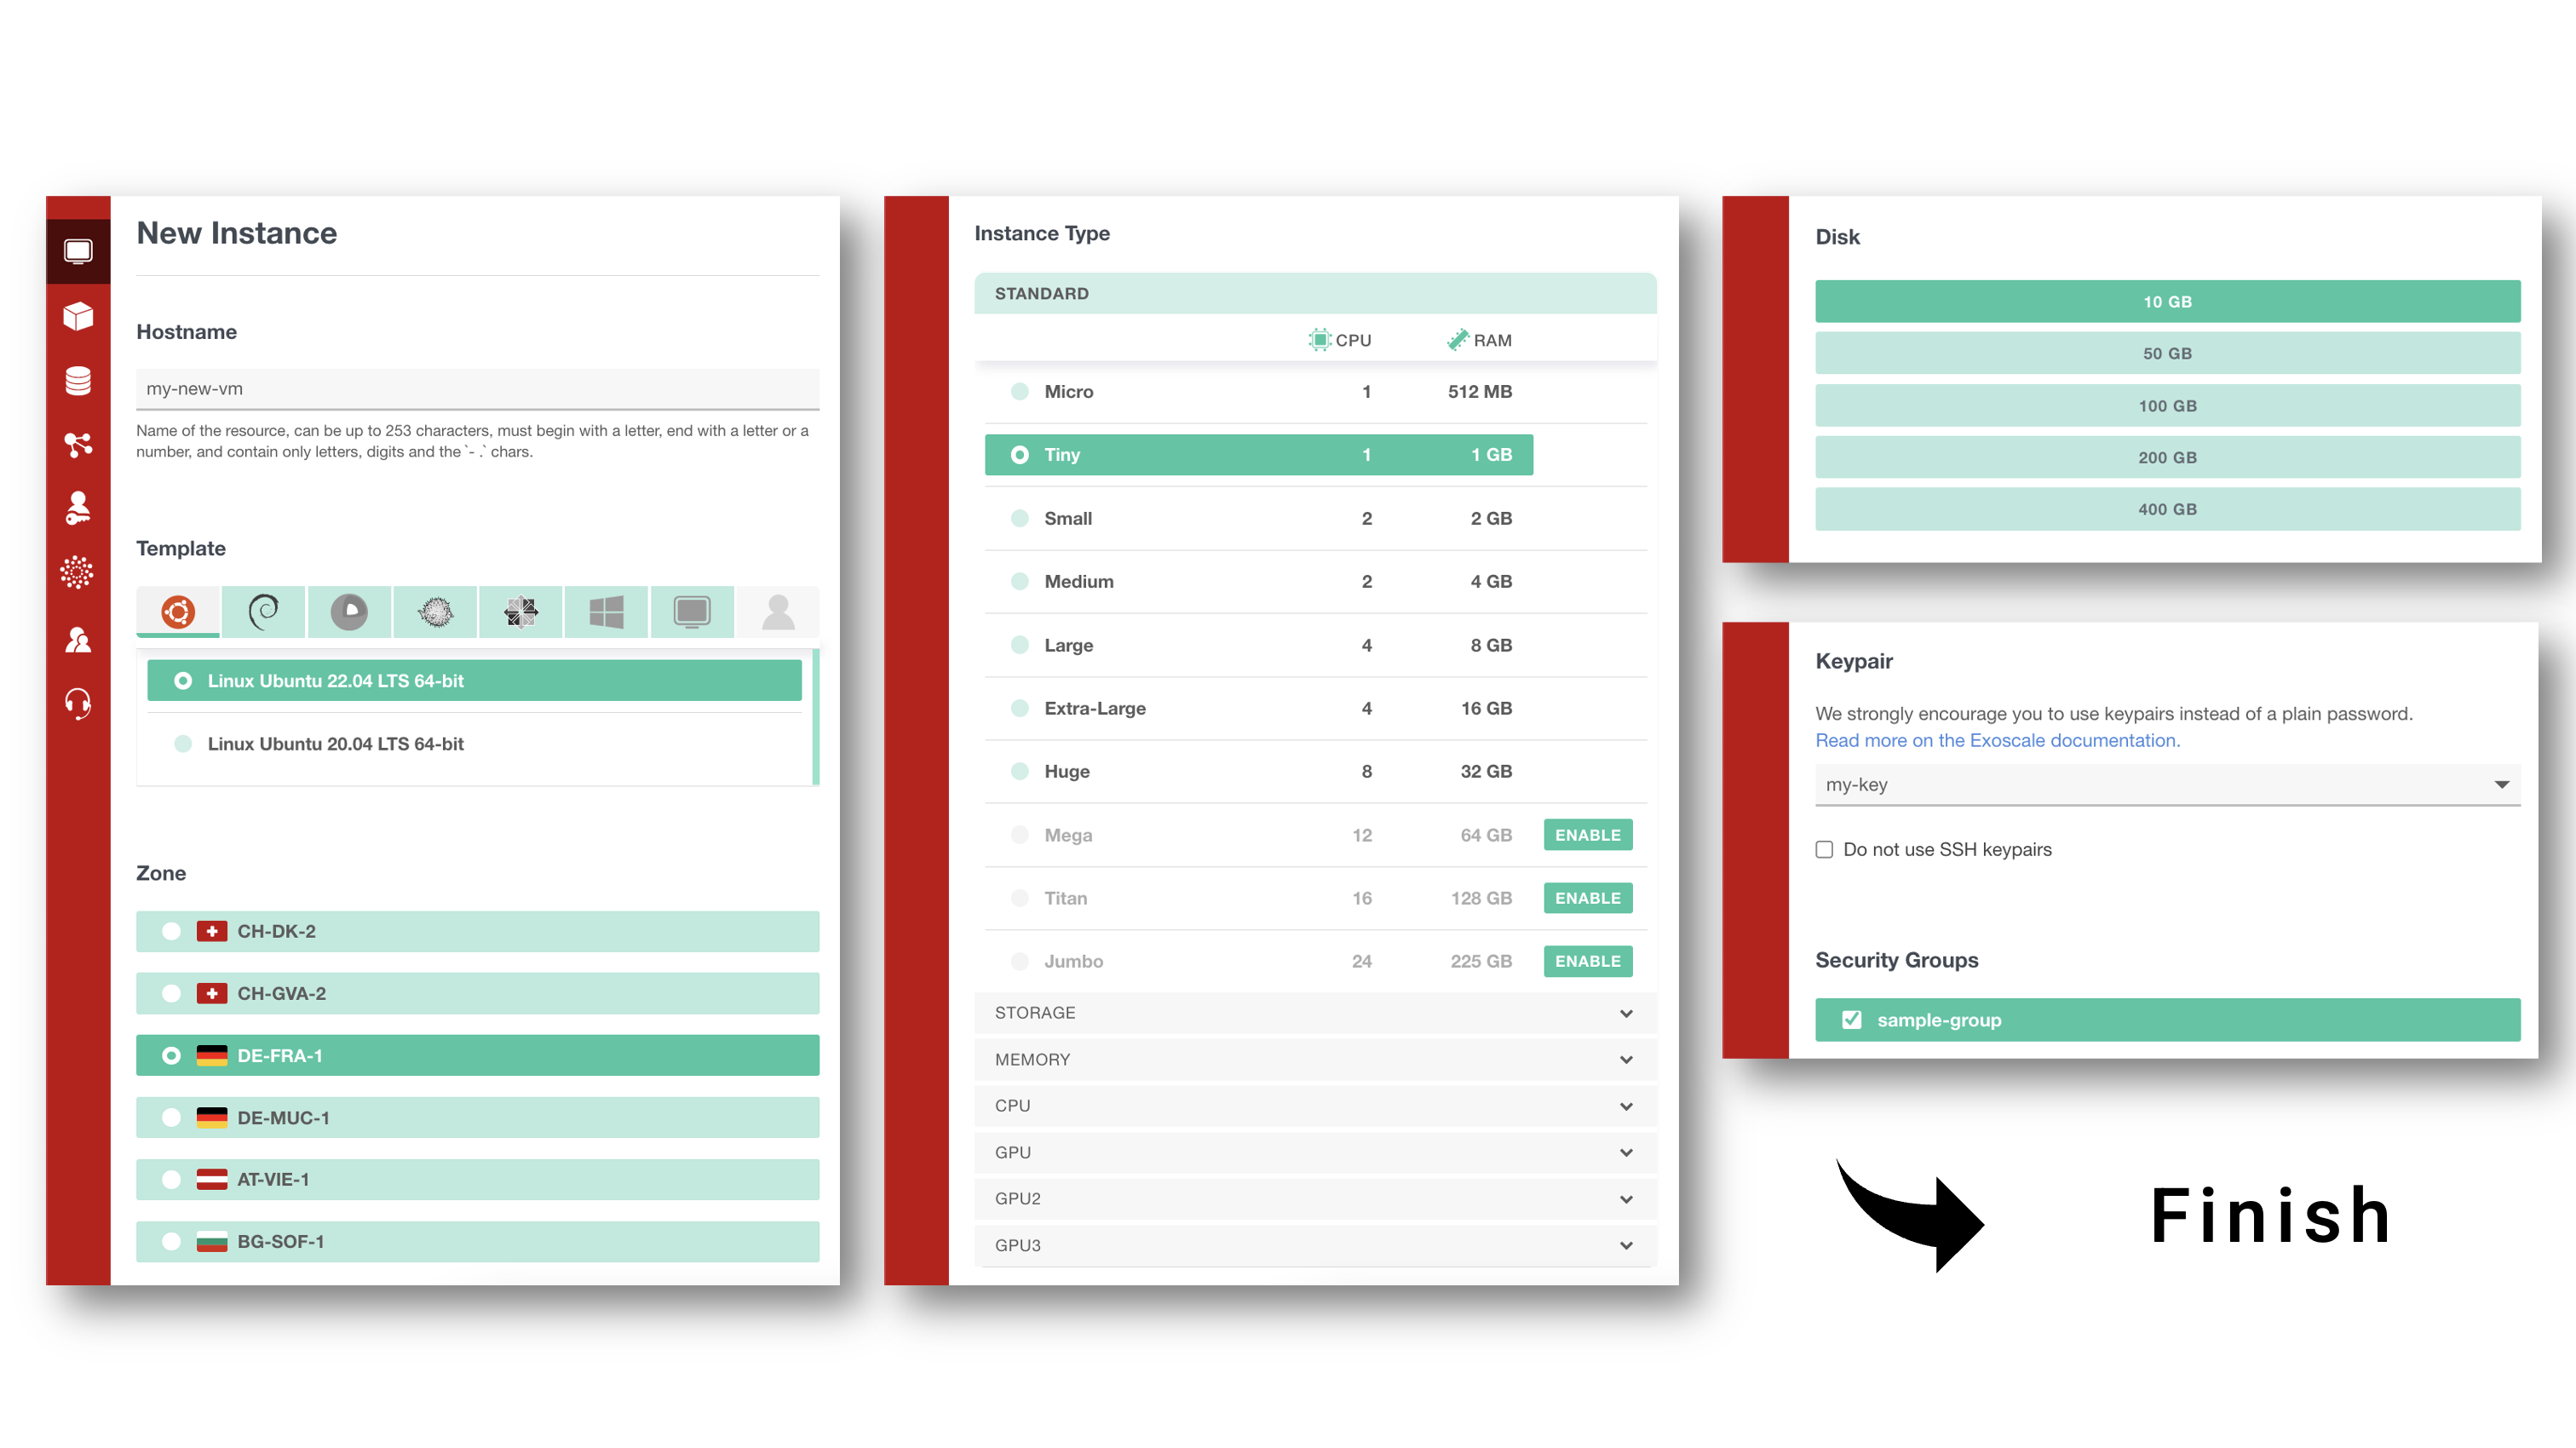 New Instance
Hostname
my-new-vm
Name of the resource, can be up to 253 characters, must begin with a letter, end with a letter or a
number, and contain only letters, digits and the `- .` chars.
Template
Linux Ubuntu 22.04 LTS 64-bit
Linux Ubuntu 20.04 LTS 64-bit
Zone
CH-DK-2
CH-GVA-2
DE-FRA-1
DE-MUC-1
AT-VIE-1
BG-SOF-1
Instance Type
STANDARD
CPU RAM
Micro 1 512 MB
Tiny 1 1 GB
Small 2 2 GB
Medium 2 4 GB
Large 4 8 GB
Extra-Large 4 16 GB
Huge 8 32 GB
Mega 12 64 GB ENABLE
Titan 16 128 GB ENABLE
Jumbo 24 225 GB ENABLE
STORAGE
MEMORY
CPU
GPU
GPU2
GPU3
Disk
10 GB
50 GB
100 GB
200 GB
400 GB
Keypair
We strongly encourage you to use keypairs instead of a plain password.
Read more on the Exoscale documentation.
my-key
Do not use SSH keypairs
Security Groups
sample-group
Finish